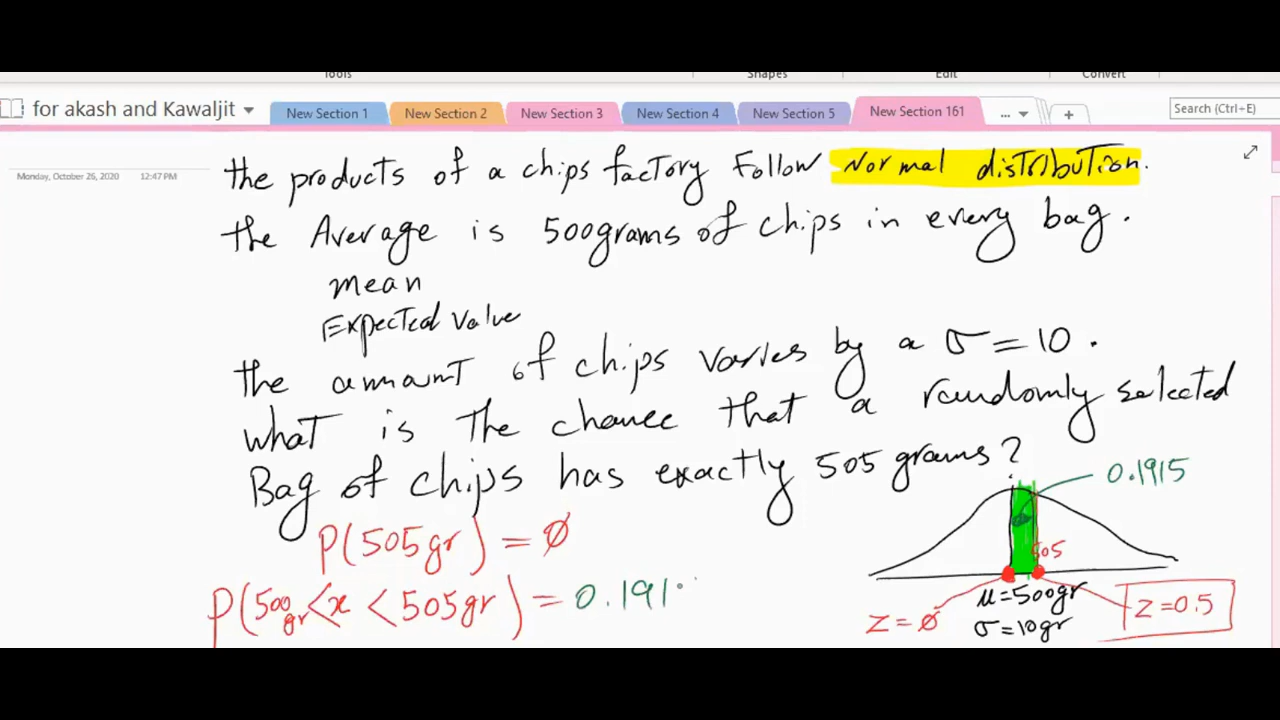 Tools Shapes Edit Convert
for akash and Kawaljit New Section 1 New Section 2 New Section 3 New Section 4 New Section 5 New Section 161 ... Search (Ctrl+E)
Monday, October 26, 2020 12:47 PM
the products of a chips factory Follow Normal distribution.
the Average is 500grams of chips in every bag.
mean
Expected Value
the amount of chips varies by a σ = 10.
what is the chance that a randomly selected
Bag of chips has exactly 505 grams?
0.1915
P(505gr) = ∅
505
P(500gr < x < 505gr) = 0.191
μ = 500gr
σ = 10gr
z = ∅
z = 0.5